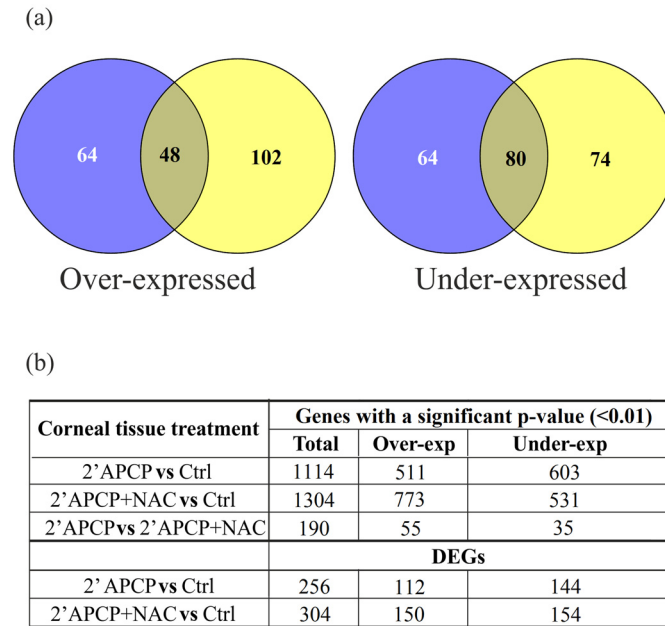 (a)
64 48 102 64 80 74
Over-expressed Under-expressed
(b)
Corneal tissue treatment Genes with a significant p-value (<0.01)
Total Over-exp Under-exp
2’APCP vs Ctrl 1114 511 603
2’APCP+NAC vs Ctrl 1304 773 531
2’APCP vs 2’APCP+NAC 190 55 35
DEGs
2’APCP vs Ctrl 256 112 144
2’APCP+NAC vs Ctrl 304 150 154